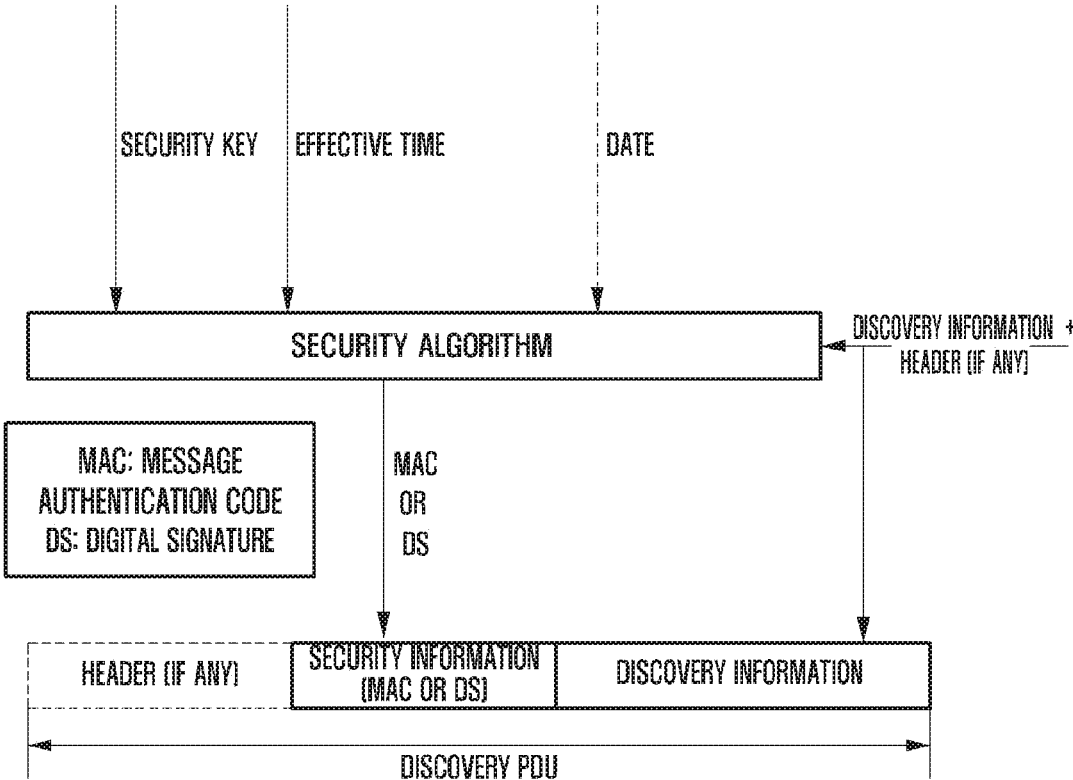 SECURITY KEY
EFFECTIVE TIME
DATE
SECURITY ALGORITHM
DISCOVERY INFORMATION +
HEADER (IF ANY)
MAC: MESSAGE
AUTHENTICATION CODE
DS: DIGITAL SIGNATURE
MAC
OR
DS
HEADER (IF ANY)
SECURITY INFORMATION
(MAC OR DS)
DISCOVERY INFORMATION
DISCOVERY PDU